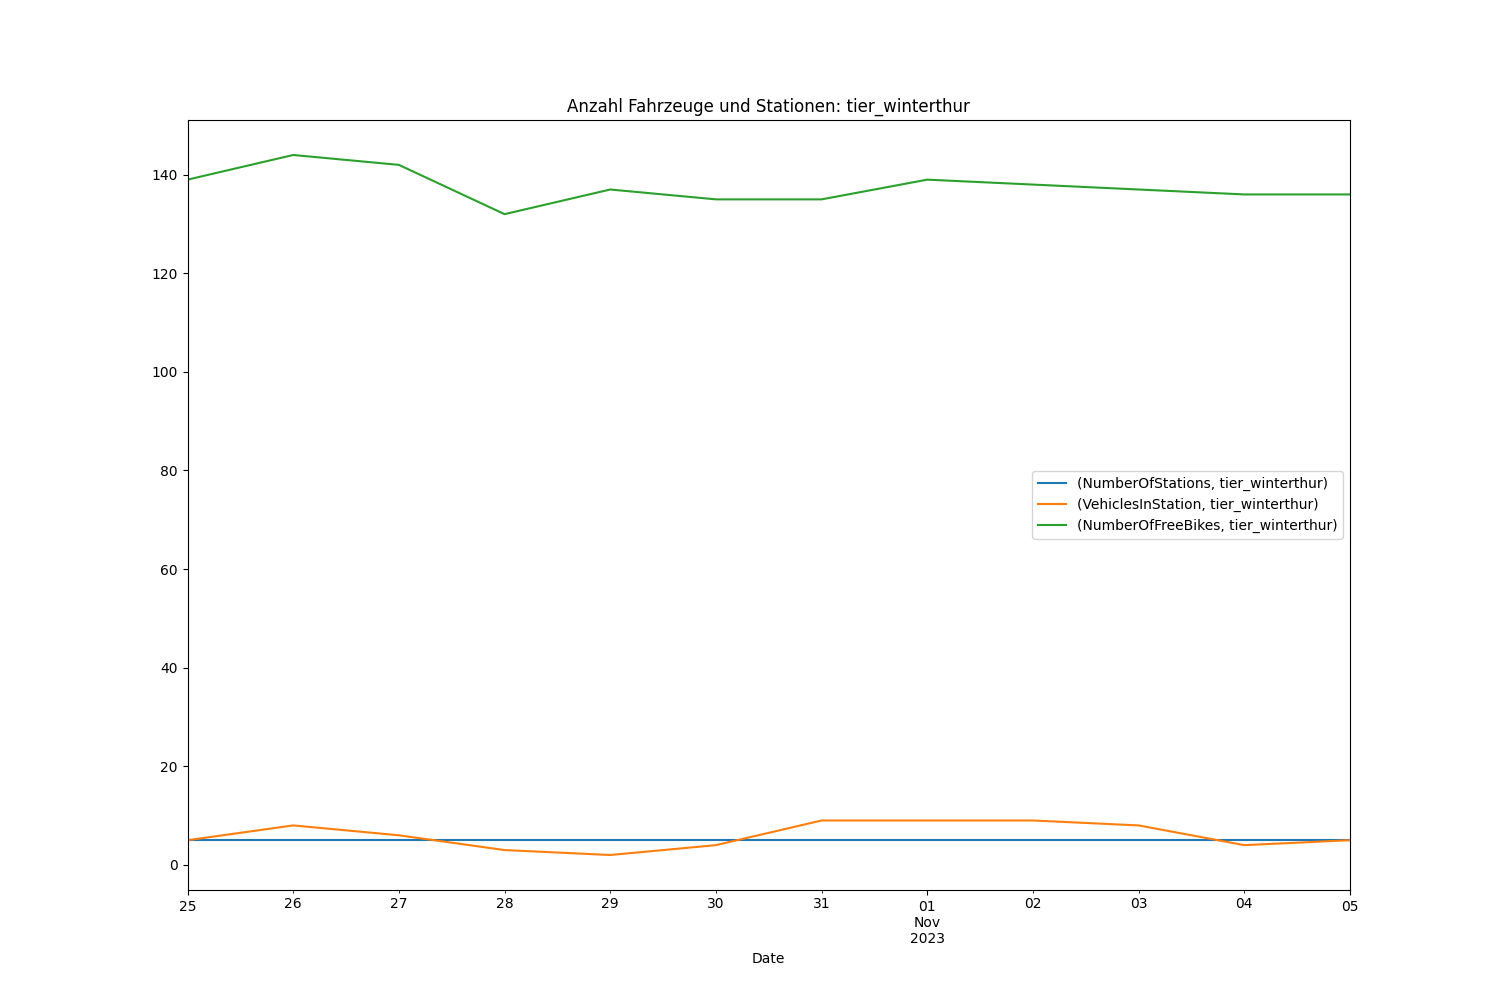 Anzahl Fahrzeuge und Stationen: tier_winterthur
140
120
100
80
60
40
20
0
(NumberOfStations, tier_winterthur)
(VehiclesInStation, tier_winterthur)
(NumberOfFreeBikes, tier_winterthur)
25 26 27 28 29 30 31 01 02 03 04 05
Nov
2023
Date